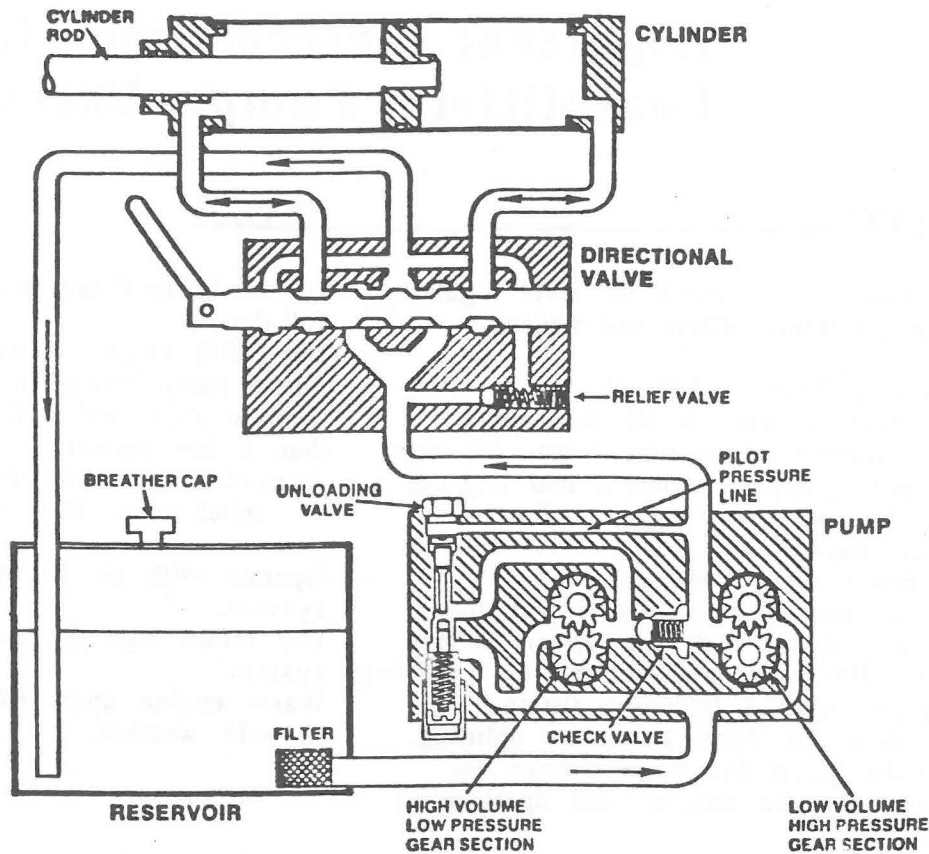 CYLINDER
ROD
CYLINDER
DIRECTIONAL
VALVE
RELIEF VALVE
PILOT
PRESSURE
LINE
UNLOADING
VALVE
BREATHER CAP
PUMP
FILTER
CHECK VALVE
RESERVOIR
HIGH VOLUME
LOW PRESSURE
GEAR SECTION
LOW VOLUME
HIGH PRESSURE
GEAR SECTION